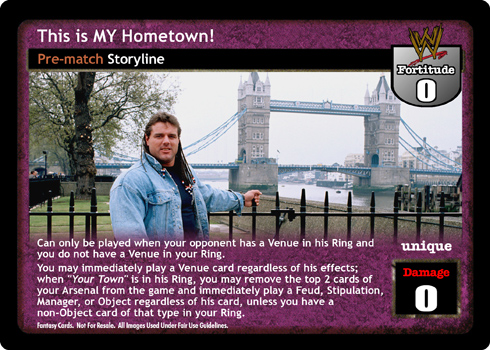 This is MY Hometown!
Pre-match Storyline
W
Fortitude
0
Can only be played when your opponent has a Venue in his Ring and
you do not have a Venue in your Ring.
You may immediately play a Venue card regardless of his effects;
when "Your Town" is in his Ring, you may remove the top 2 cards of
your Arsenal from the game and immediately play a Feud, Stipulation,
Manager, or Object regardless of his card, unless you have a
non-Object card of that type in your Ring.
unique
Damage
0
Fantasy Cards. Not For Resale. All Images Used Under Fair Use Guidelines.